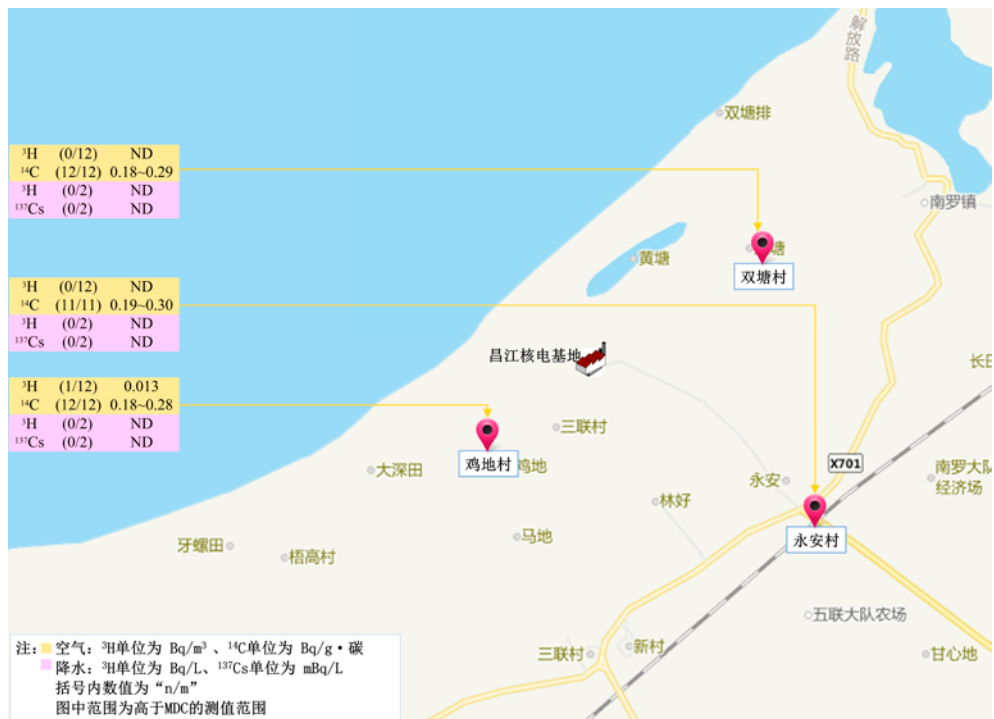 解放路
双塘排
³H (0/12) ND
¹⁴C (12/12) 0.18~0.29
³H (0/2) ND
¹³⁷Cs (0/2) ND
南罗镇
塘
黄塘
双塘村
³H (0/12) ND
¹⁴C (11/11) 0.19~0.30
³H (0/2) ND
¹³⁷Cs (0/2) ND
昌江核电基地
³H (1/12) 0.013
¹⁴C (12/12) 0.18~0.28
³H (0/2) ND
¹³⁷Cs (0/2) ND
三联村
鸡地村
鸡地
大深田
X701
南罗大队
经济场
永安
林好
永安村
马地
牙螺田
梧高村
五联大队农场
新村
三联村
甘心地
注: 空气: ³H单位为 Bq/m³ 、¹⁴C单位为 Bq/g·碳
降水: ³H单位为 Bq/L、¹³⁷Cs单位为 mBq/L
括号内数值为“n/m”
图中范围为高于MDC的测值范围